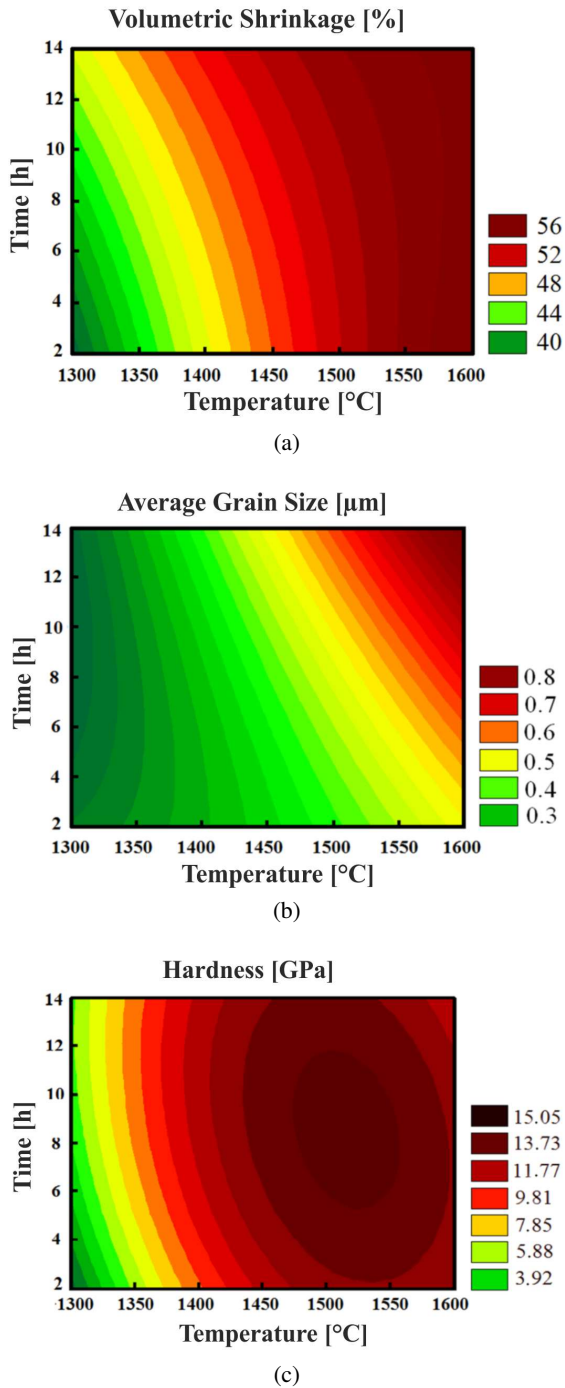 Volumetric Shrinkage [%]
14
12
10
8
6
4
2
Time [h]
56
52
48
44
40
1300 1350 1400 1450 1500 1550 1600
Temperature [°C]
(a)
Average Grain Size [µm]
14
12
10
8
6
4
2
Time [h]
0.8
0.7
0.6
0.5
0.4
0.3
1300 1350 1400 1450 1500 1550 1600
Temperature [°C]
(b)
Hardness [GPa]
14
12
10
8
6
4
2
Time [h]
15.05
13.73
11.77
9.81
7.85
5.88
3.92
1300 1350 1400 1450 1500 1550 1600
Temperature [°C]
(c)